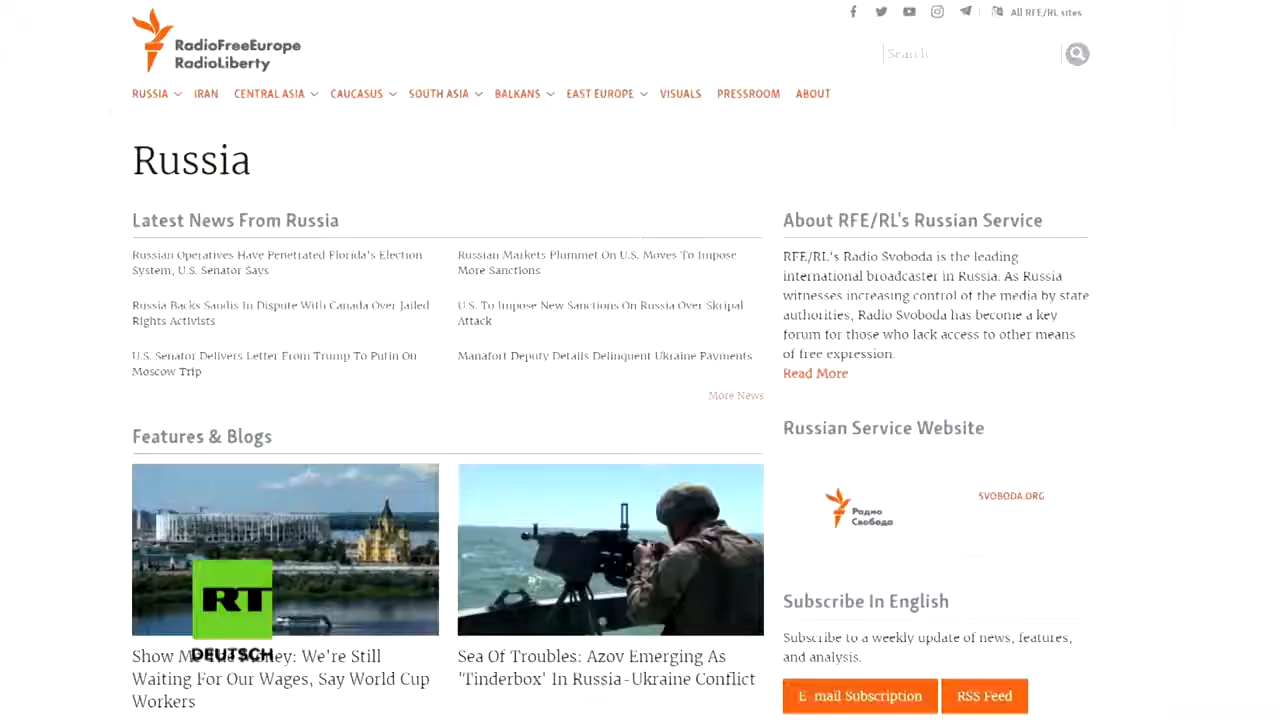 All RFE/RL sites
RadioFreeEurope
RadioLiberty
Search
RUSSIA IRAN CENTRAL ASIA CAUCASUS SOUTH ASIA BALKANS EAST EUROPE VISUALS PRESSROOM ABOUT
Russia
Latest News From Russia
Russian Operatives Have Penetrated Florida's Election
System, U.S. Senator Says
Russia Backs Saudis In Dispute With Canada Over Jailed
Rights Activists
U.S. Senator Delivers Letter From Trump To Putin On
Moscow Trip
Russian Markets Plummet On U.S. Moves To Impose
More Sanctions
U.S. To Impose New Sanctions On Russia Over Skripal
Attack
Manafort Deputy Details Delinquent Ukraine Payments
More News
Features & Blogs
RT
DEUTSCH
Show Me The Money: We're Still
Waiting For Our Wages, Say World Cup
Workers
Sea Of Troubles: Azov Emerging As
'Tinderbox' In Russia-Ukraine Conflict
About RFE/RL's Russian Service
RFE/RL's Radio Svoboda is the leading
international broadcaster in Russia. As Russia
witnesses increasing control of the media by state
authorities, Radio Svoboda has become a key
forum for those who lack access to other means
of free expression.
Read More
Russian Service Website
Радио
Свобода
SVOBODA.ORG
Subscribe In English
Subscribe to a weekly update of news, features,
and analysis.
E-mail Subscription RSS Feed